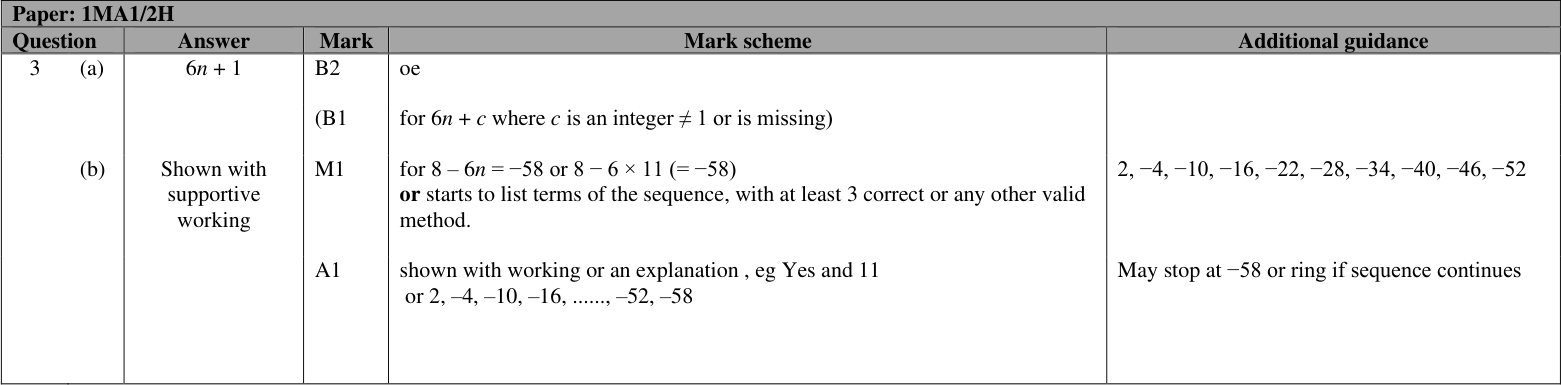 Paper: 1MA1/2H
Question Answer Mark Mark scheme Additional guidance
3 (a) 6n + 1 B2 oe
(B1 for 6n + c where c is an integer ≠ 1 or is missing)
(b) Shown with M1 for 8 – 6n = −58 or 8 − 6 × 11 (= −58) 2, −4, −10, −16, −22, −28, −34, −40, −46, −52
supportive or starts to list terms of the sequence, with at least 3 correct or any other valid
working method.
A1 shown with working or an explanation , eg Yes and 11 May stop at −58 or ring if sequence continues
or 2, –4, –10, –16, ......, –52, –58